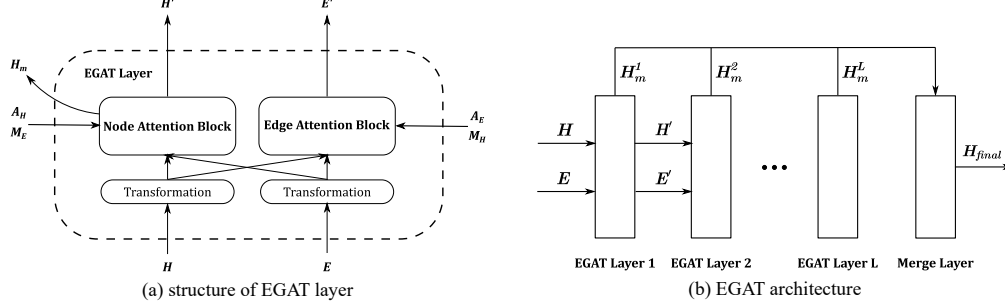 H'
E'
H_m
EGAT Layer
A_H
M_E
Node Attention Block
Edge Attention Block
A_E
M_H
Transformation
Transformation
H
E
(a) structure of EGAT layer
H_m^1
H_m^2
H_m^L
H
H'
H_final
E
E'
EGAT Layer 1
EGAT Layer 2
EGAT Layer L
Merge Layer
(b) EGAT architecture